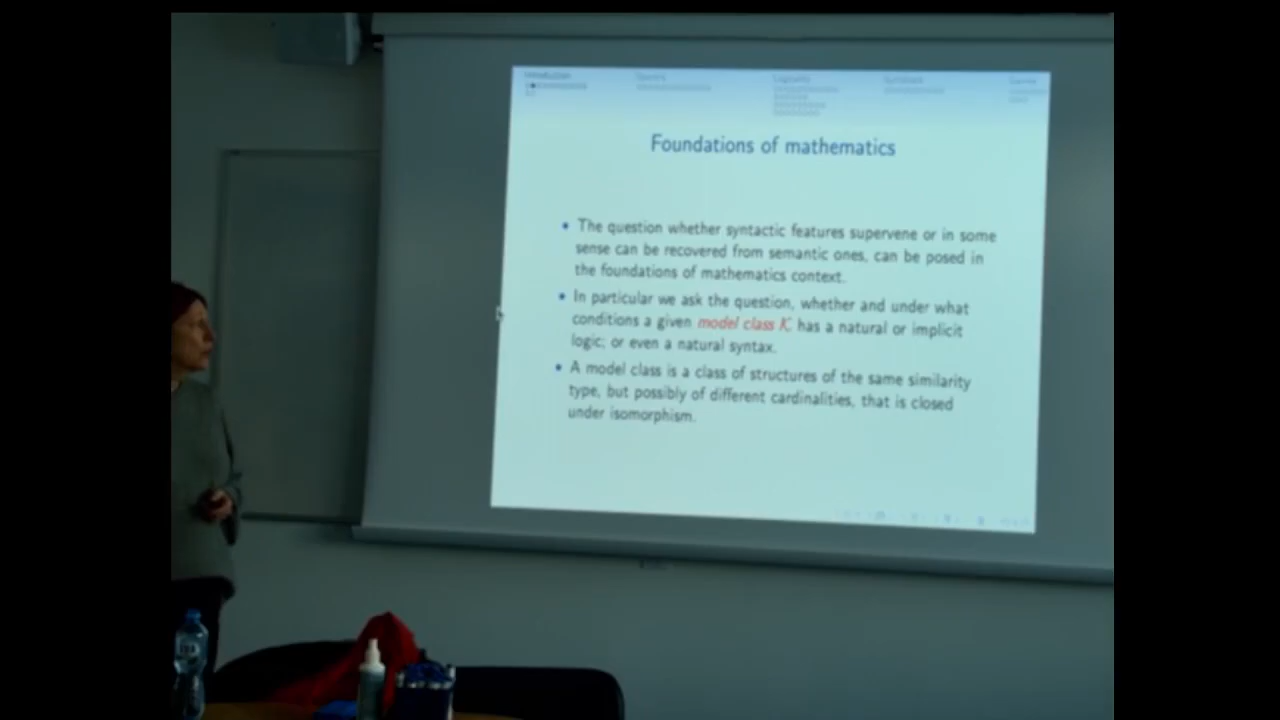 Introduction
Foundations of mathematics
• The question whether syntactic features supervene or in some
sense can be recovered from semantic ones, can be posed in
the foundations of mathematics context.
• In particular we ask the question, whether and under what
conditions a given model class K has a natural or implicit
logic; or even a natural syntax.
• A model class is a class of structures of the same similarity
type, but possibly of different cardinalities, that is closed
under isomorphism.